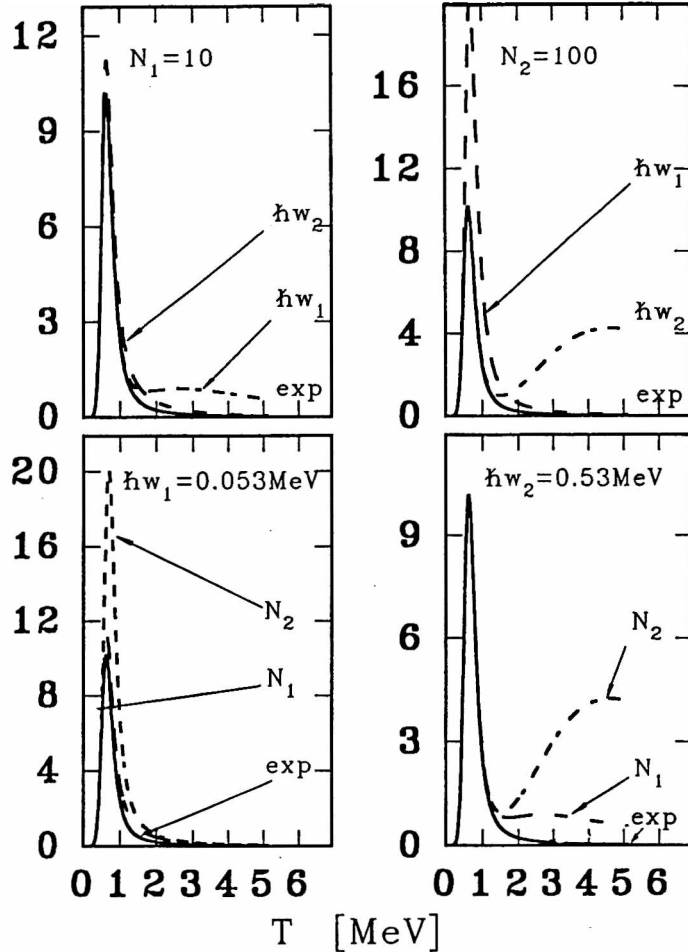 12
9
6
3
0
N₁=10
ħw₂
ħw₁
exp
16
12
8
4
0
N₂=100
ħw₁
ħw₂
exp
20
16
12
8
4
0
ħw₁=0.053MeV
N₂
N₁
exp
0 1 2 3 4 5 6
9
6
3
0
ħw₂=0.53MeV
N₂
N₁
exp
0 1 2 3 4 5 6
T [MeV]